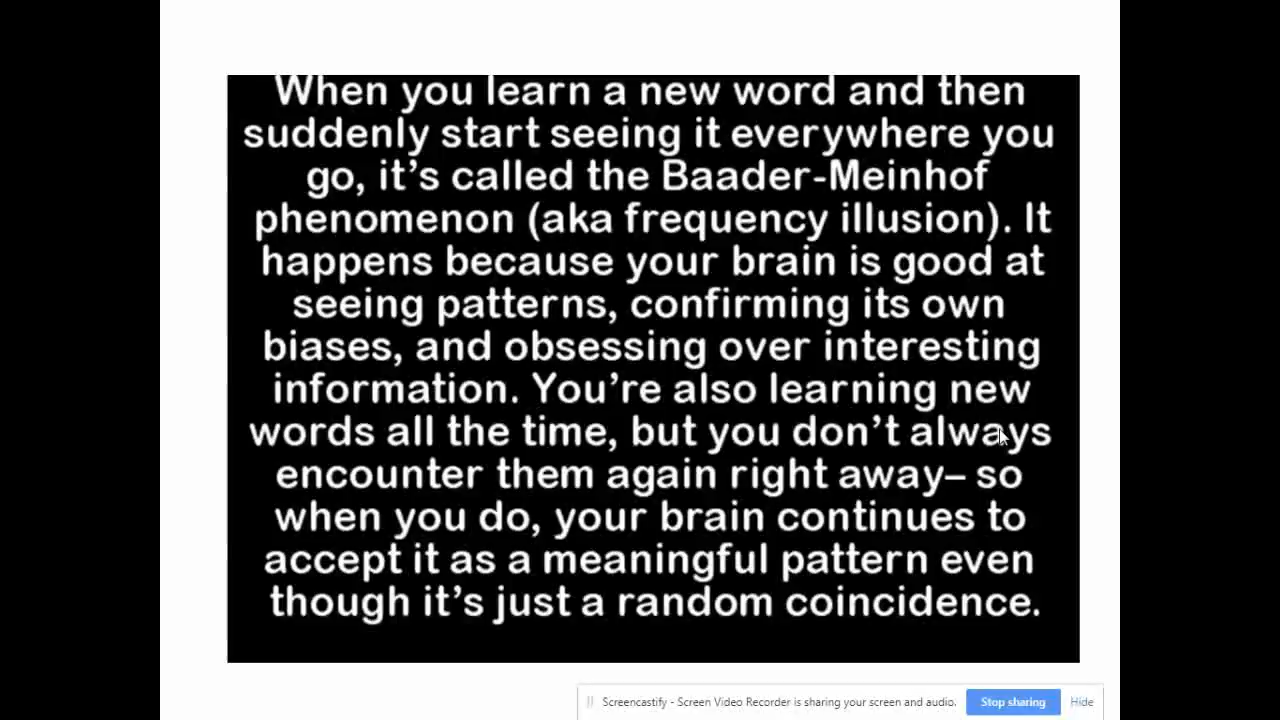 When you learn a new word and then
suddenly start seeing it everywhere you
go, it's called the Baader-Meinhof
phenomenon (aka frequency illusion). It
happens because your brain is good at
seeing patterns, confirming its own
biases, and obsessing over interesting
information. You're also learning new
words all the time, but you don't always
encounter them again right away– so
when you do, your brain continues to
accept it as a meaningful pattern even
though it's just a random coincidence.
Screencastify - Screen Video Recorder is sharing your screen and audio. Stop sharing Hide